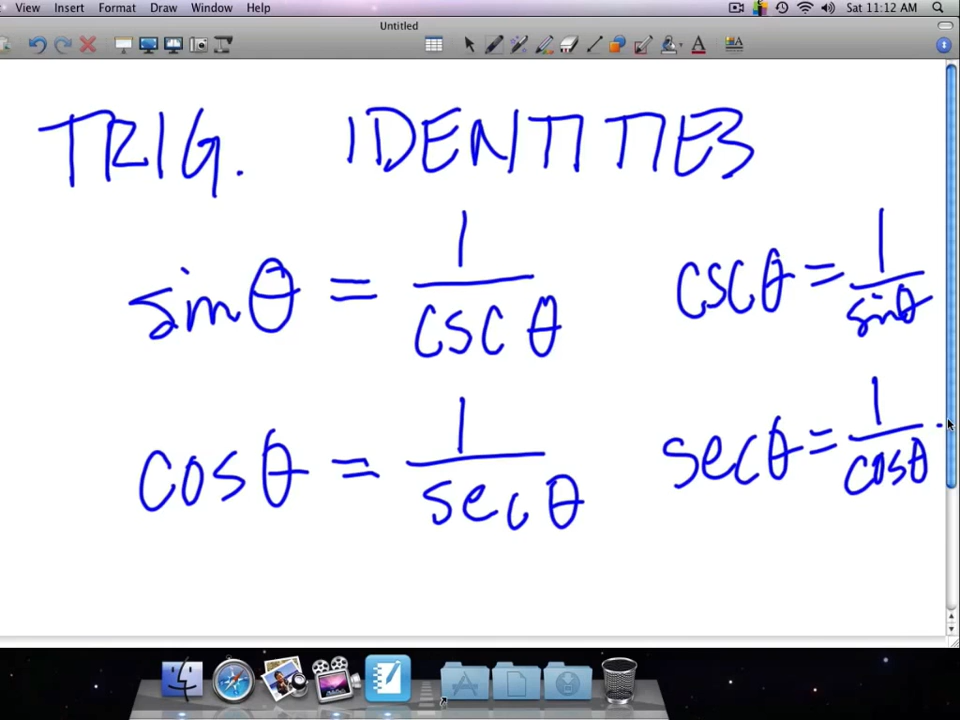 View Insert Format Draw Window Help Sat 11:12 AM
Untitled
TRIG. IDENTITIES
sinθ = 1/cscθ cscθ = 1/sinθ
cosθ = 1/secθ secθ = 1/cosθ